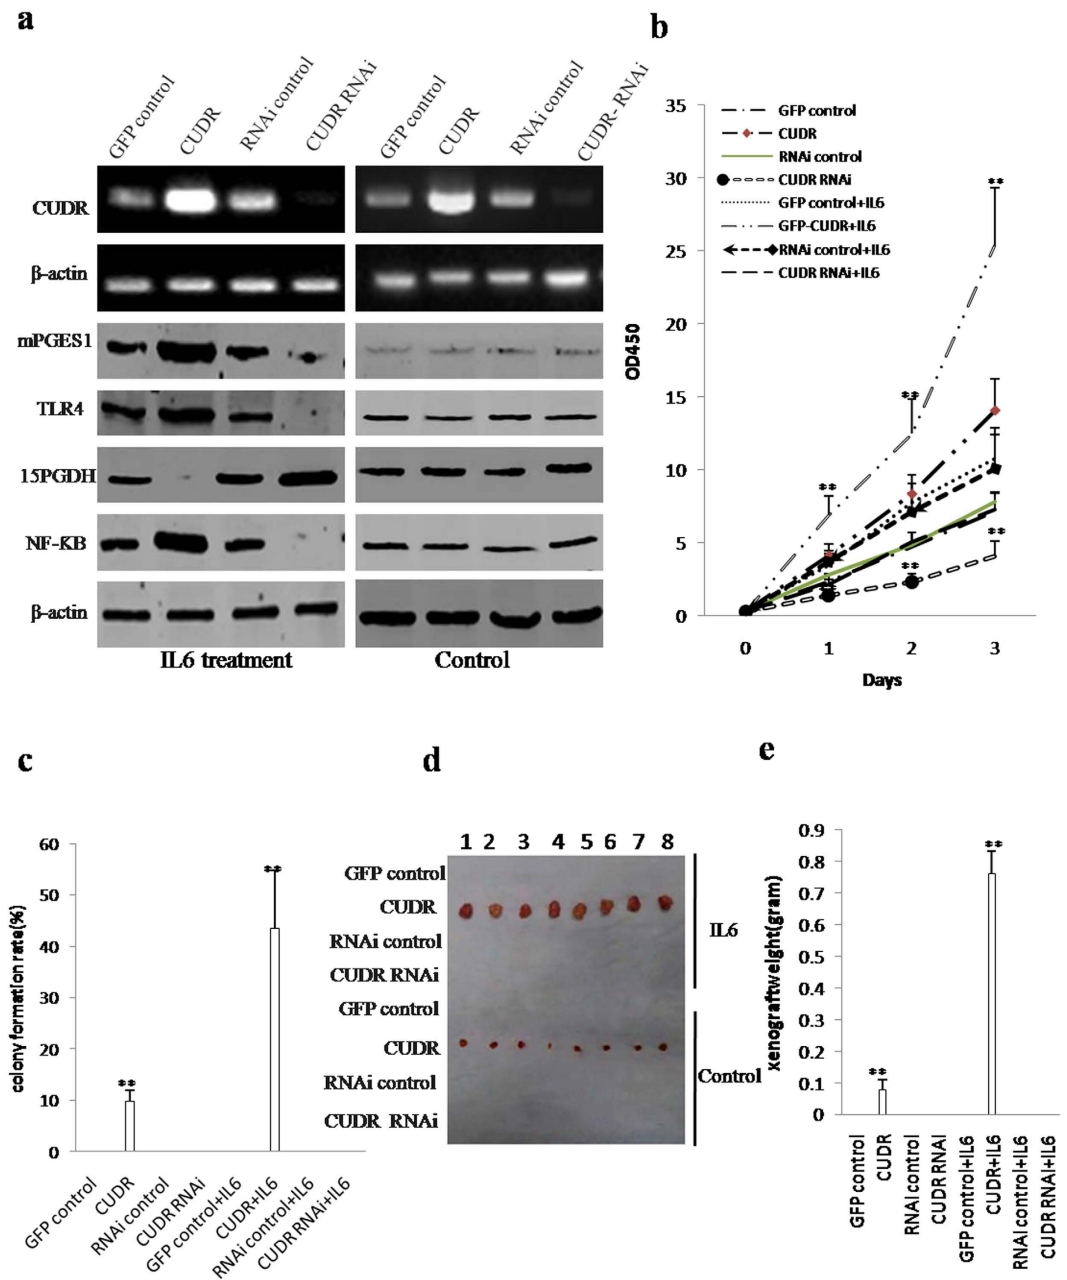 a
GFP control
CUDR
RNAi control
CUDR RNAi
GFP control
CUDR
RNAi control
CUDR- RNAi
CUDR
β-actin
mPGES1
TLR4
15PGDH
NF-KB
β-actin
IL6 treatment
Control
b
35
30
25
20
15
10
5
0
OD450
GFP control
CUDR
RNAi control
CUDR RNAi
GFP control+IL6
GFP-CUDR+IL6
RNAi control+IL6
CUDR RNAi+IL6
**
**
**
**
**
**
0 1 2 3
Days
c
colony formation rate(%)
60
50
40
30
20
10
0
**
**
GFP control
CUDR
RNAi control
CUDR RNAi
GFP control+IL6
CUDR+IL6
RNAi control+IL6
CUDR RNAi+IL6
d
1 2 3 4 5 6 7 8
GFP control
CUDR
RNAi control
CUDR RNAi
GFP control
CUDR
RNAi control
CUDR RNAi
IL6
Control
e
xenograftweight(gram)
0.9
0.8
0.7
0.6
0.5
0.4
0.3
0.2
0.1
0
**
**
GFP control
CUDR
RNAI control
CUDR RNAI
GFP control+IL6
CUDR+IL6
RNAI control+IL6
CUDR RNAi+IL6